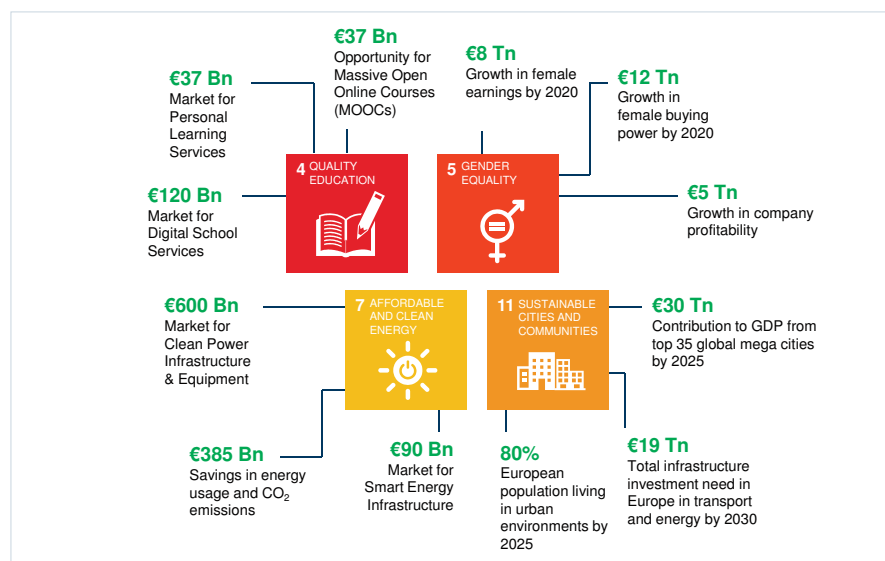 €37 Bn
Market for
Personal
Learning
Services
€37 Bn
Opportunity for
Massive Open
Online Courses
(MOOCs)
€8 Tn
Growth in female
earnings by 2020
€12 Tn
Growth in
female buying
power by 2020
€120 Bn
Market for
Digital School
Services
4 QUALITY
EDUCATION
5 GENDER
EQUALITY
€5 Tn
Growth in company
profitability
€600 Bn
Market for
Clean Power
Infrastructure
& Equipment
7 AFFORDABLE
AND CLEAN
ENERGY
11 SUSTAINABLE
CITIES AND
COMMUNITIES
€30 Tn
Contribution to GDP from
top 35 global mega cities
by 2025
€385 Bn
Savings in energy
usage and CO₂
emissions
€90 Bn
Market for
Smart Energy
Infrastructure
80%
European
population living
in urban
environments by
2025
€19 Tn
Total infrastructure
investment need in
Europe in transport
and energy by 2030